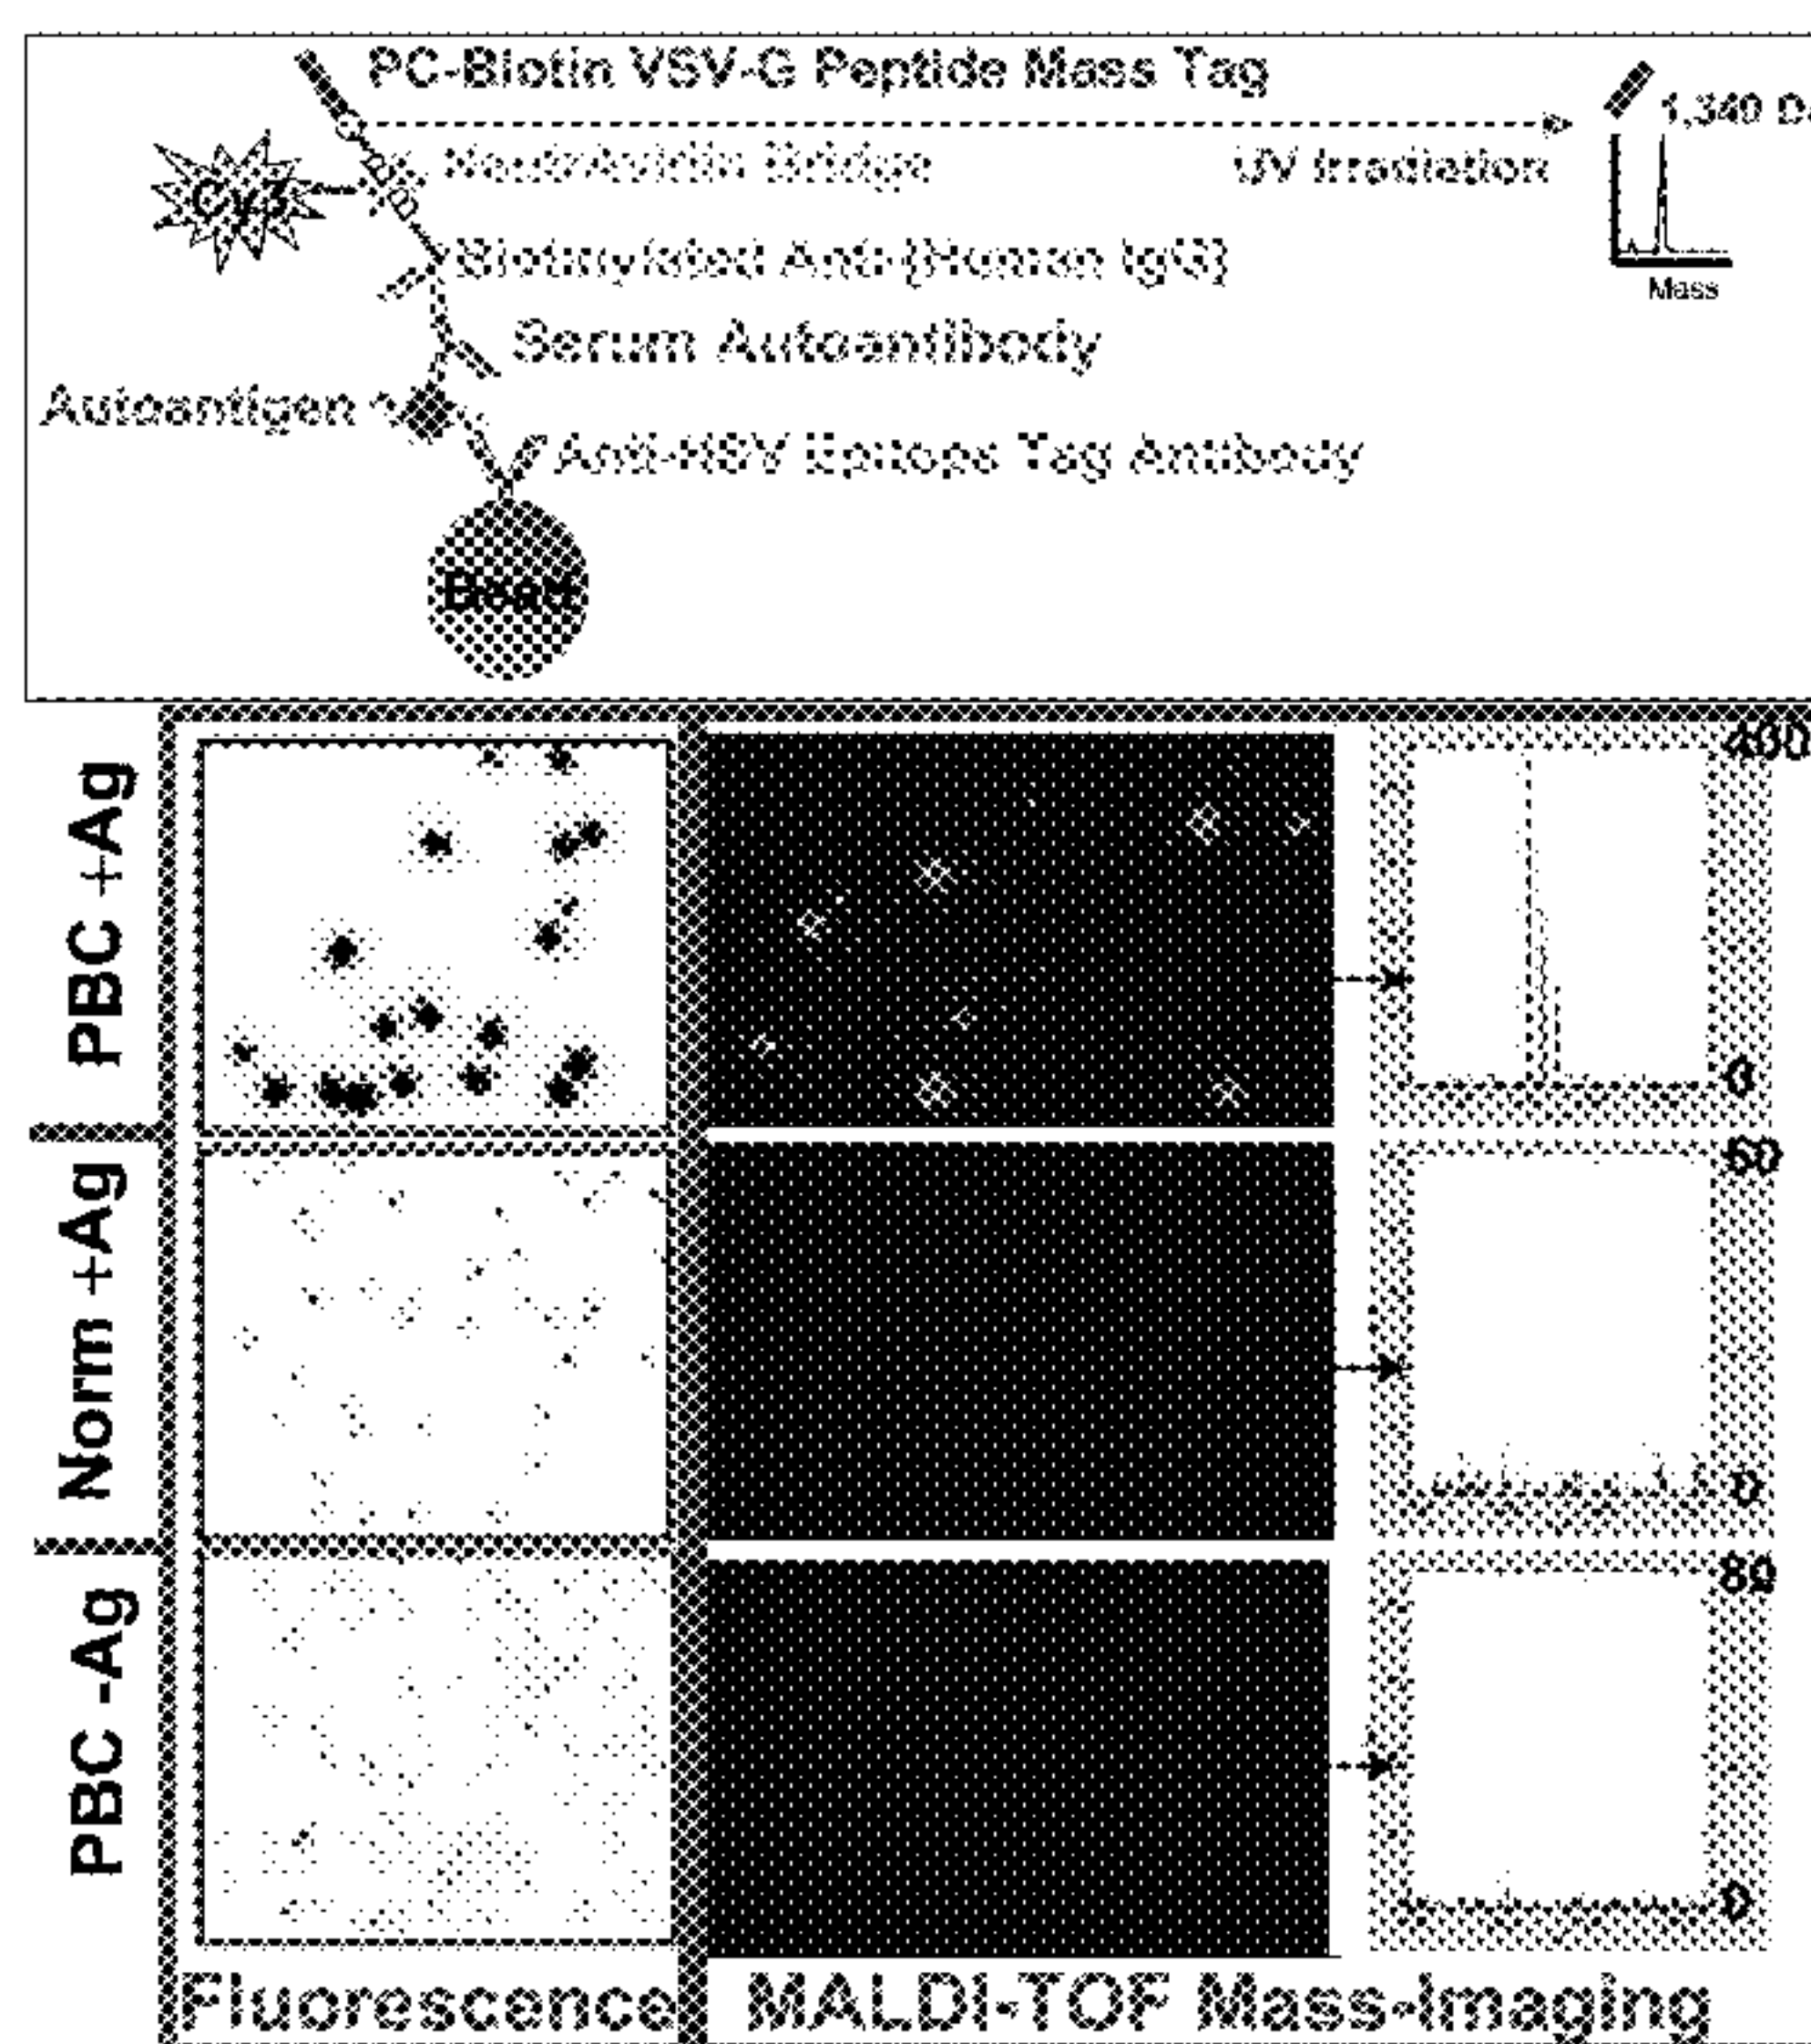 PC-Biotin VSV-G Peptide Mass Tag
1,340 Da
Cy3
NeutrAvidin Bridge
UV Irradiation
Biotinylated Anti-[Human IgG]
Mass
Serum Autoantibody
Autoantigen
Anti-HSV Epitope Tag Antibody
Bead
PBC +Ag
400
0
Norm +Ag
50
0
PBC -Ag
80
0
Fluorescence
MALDI-TOF Mass-Imaging